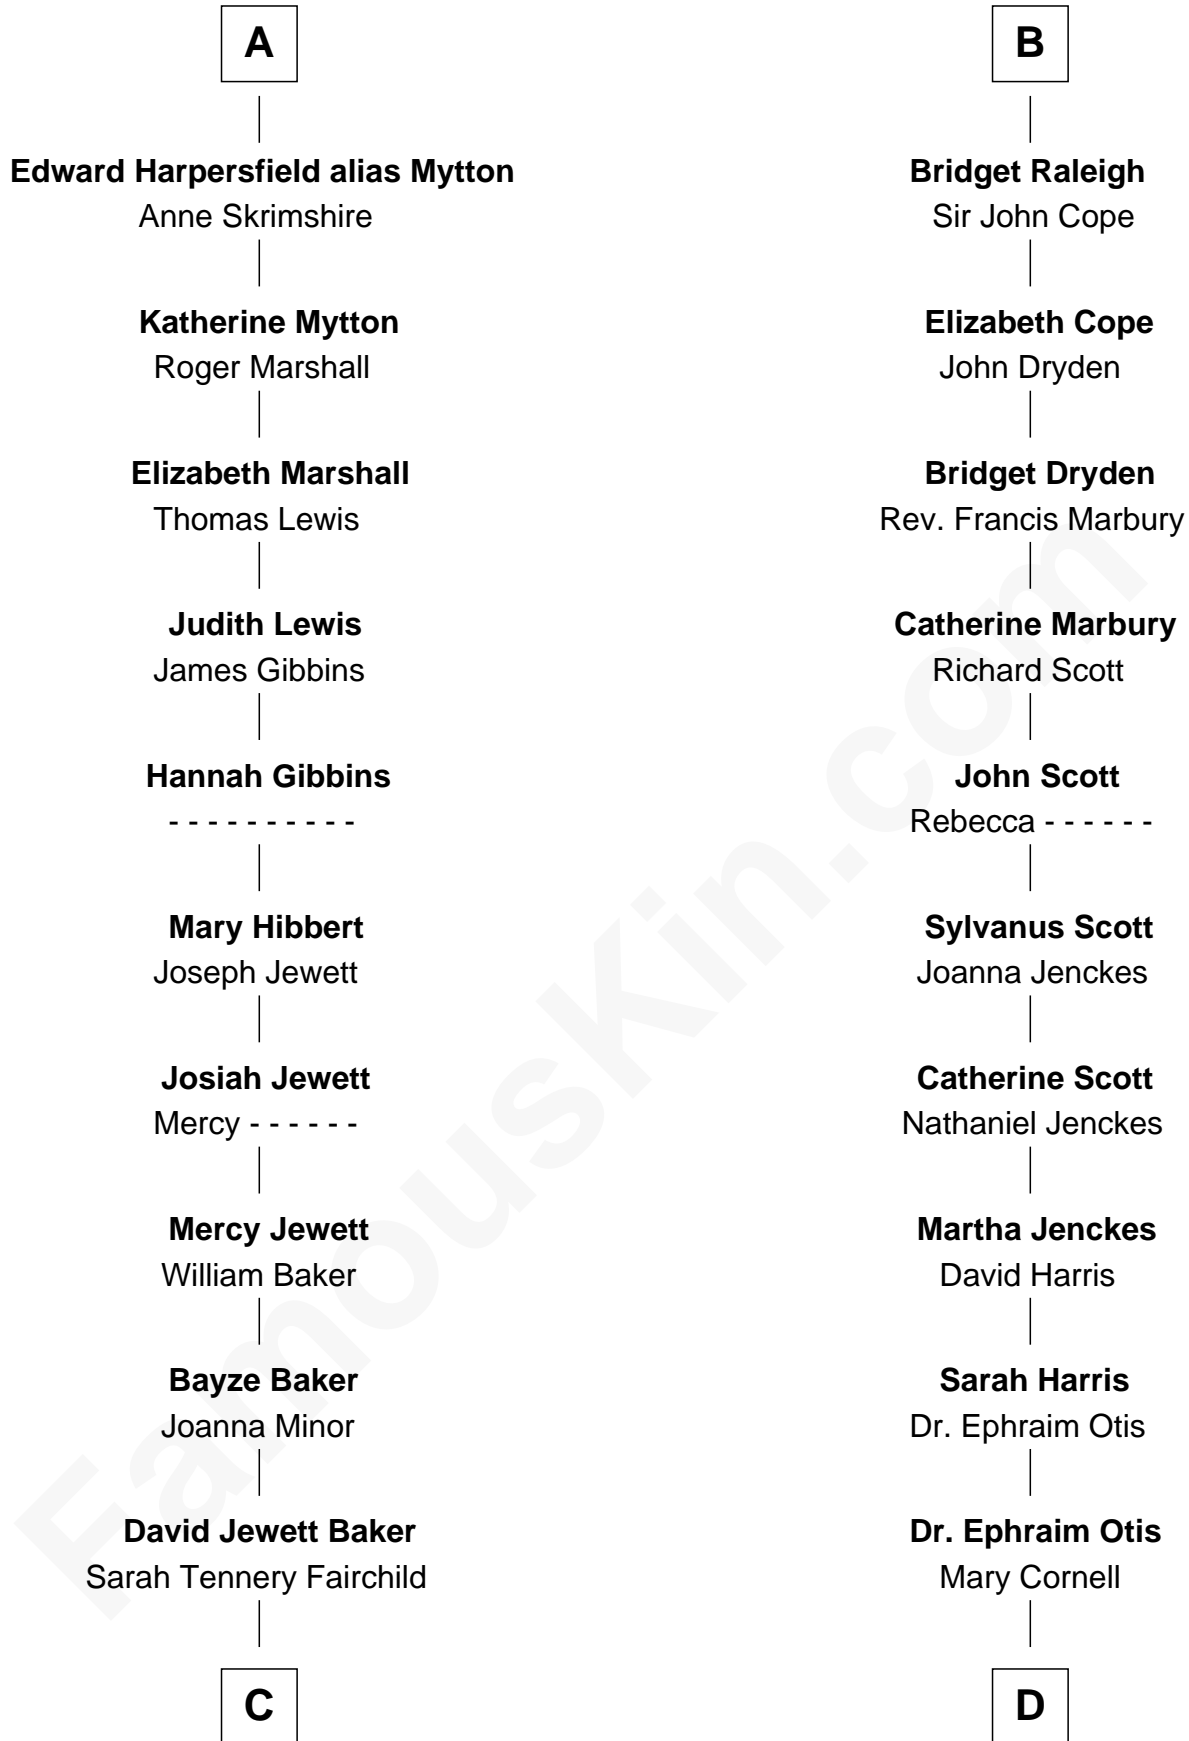 A
Edward Harpersfield alias Mytton
Anne Skrimshire
Katherine Mytton
Roger Marshall
Elizabeth Marshall
Thomas Lewis
Judith Lewis
James Gibbins
Hannah Gibbins
- - - - - - - - - -
Mary Hibbert
Joseph Jewett
Josiah Jewett
Mercy - - - - - -
Mercy Jewett
William Baker
Bayze Baker
Joanna Minor
David Jewett Baker
Sarah Tennery Fairchild
C
B
Bridget Raleigh
Sir John Cope
Elizabeth Cope
John Dryden
Bridget Dryden
Rev. Francis Marbury
Catherine Marbury
Richard Scott
John Scott
Rebecca - - - - - -
Sylvanus Scott
Joanna Jenckes
Catherine Scott
Nathaniel Jenckes
Martha Jenckes
David Harris
Sarah Harris
Dr. Ephraim Otis
Dr. Ephraim Otis
Mary Cornell
D
FamousKin.com